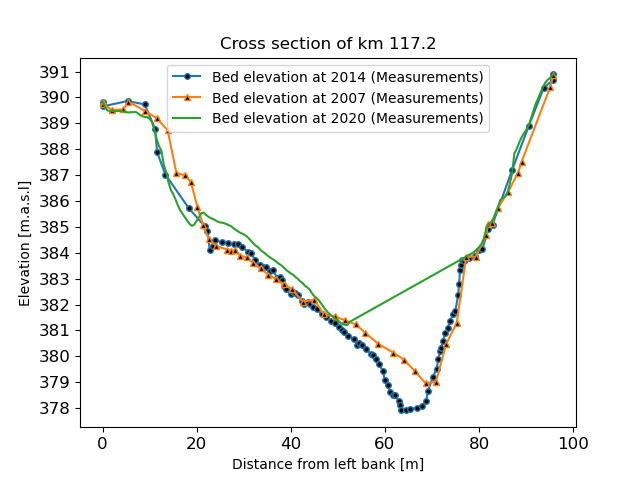 Cross section of km 117.2
Bed elevation at 2014 (Measurements)
Bed elevation at 2007 (Measurements)
Bed elevation at 2020 (Measurements)
Elevation [m.a.s.l]
391
390
389
388
387
386
385
384
383
382
381
380
379
378
0 20 40 60 80 100
Distance from left bank [m]